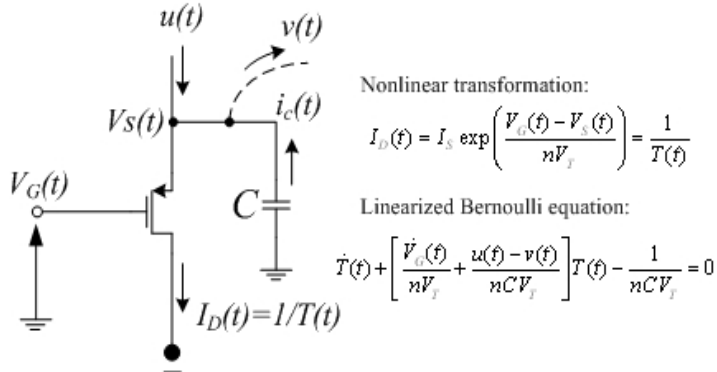 u(t)
v(t)
i_c(t)
Vs(t)
V_G(t)
C
I_D(t)=1/T(t)
Nonlinear transformation:
I_D(t) = I_S exp((V_G(t) − V_S(t))/(nV_T)) = 1/T(t)
Linearized Bernoulli equation:
Ṫ(t) + [V̇_G(t)/(nV_T) + (u(t) − v(t))/(nCV_T)]T(t) − 1/(nCV_T) = 0